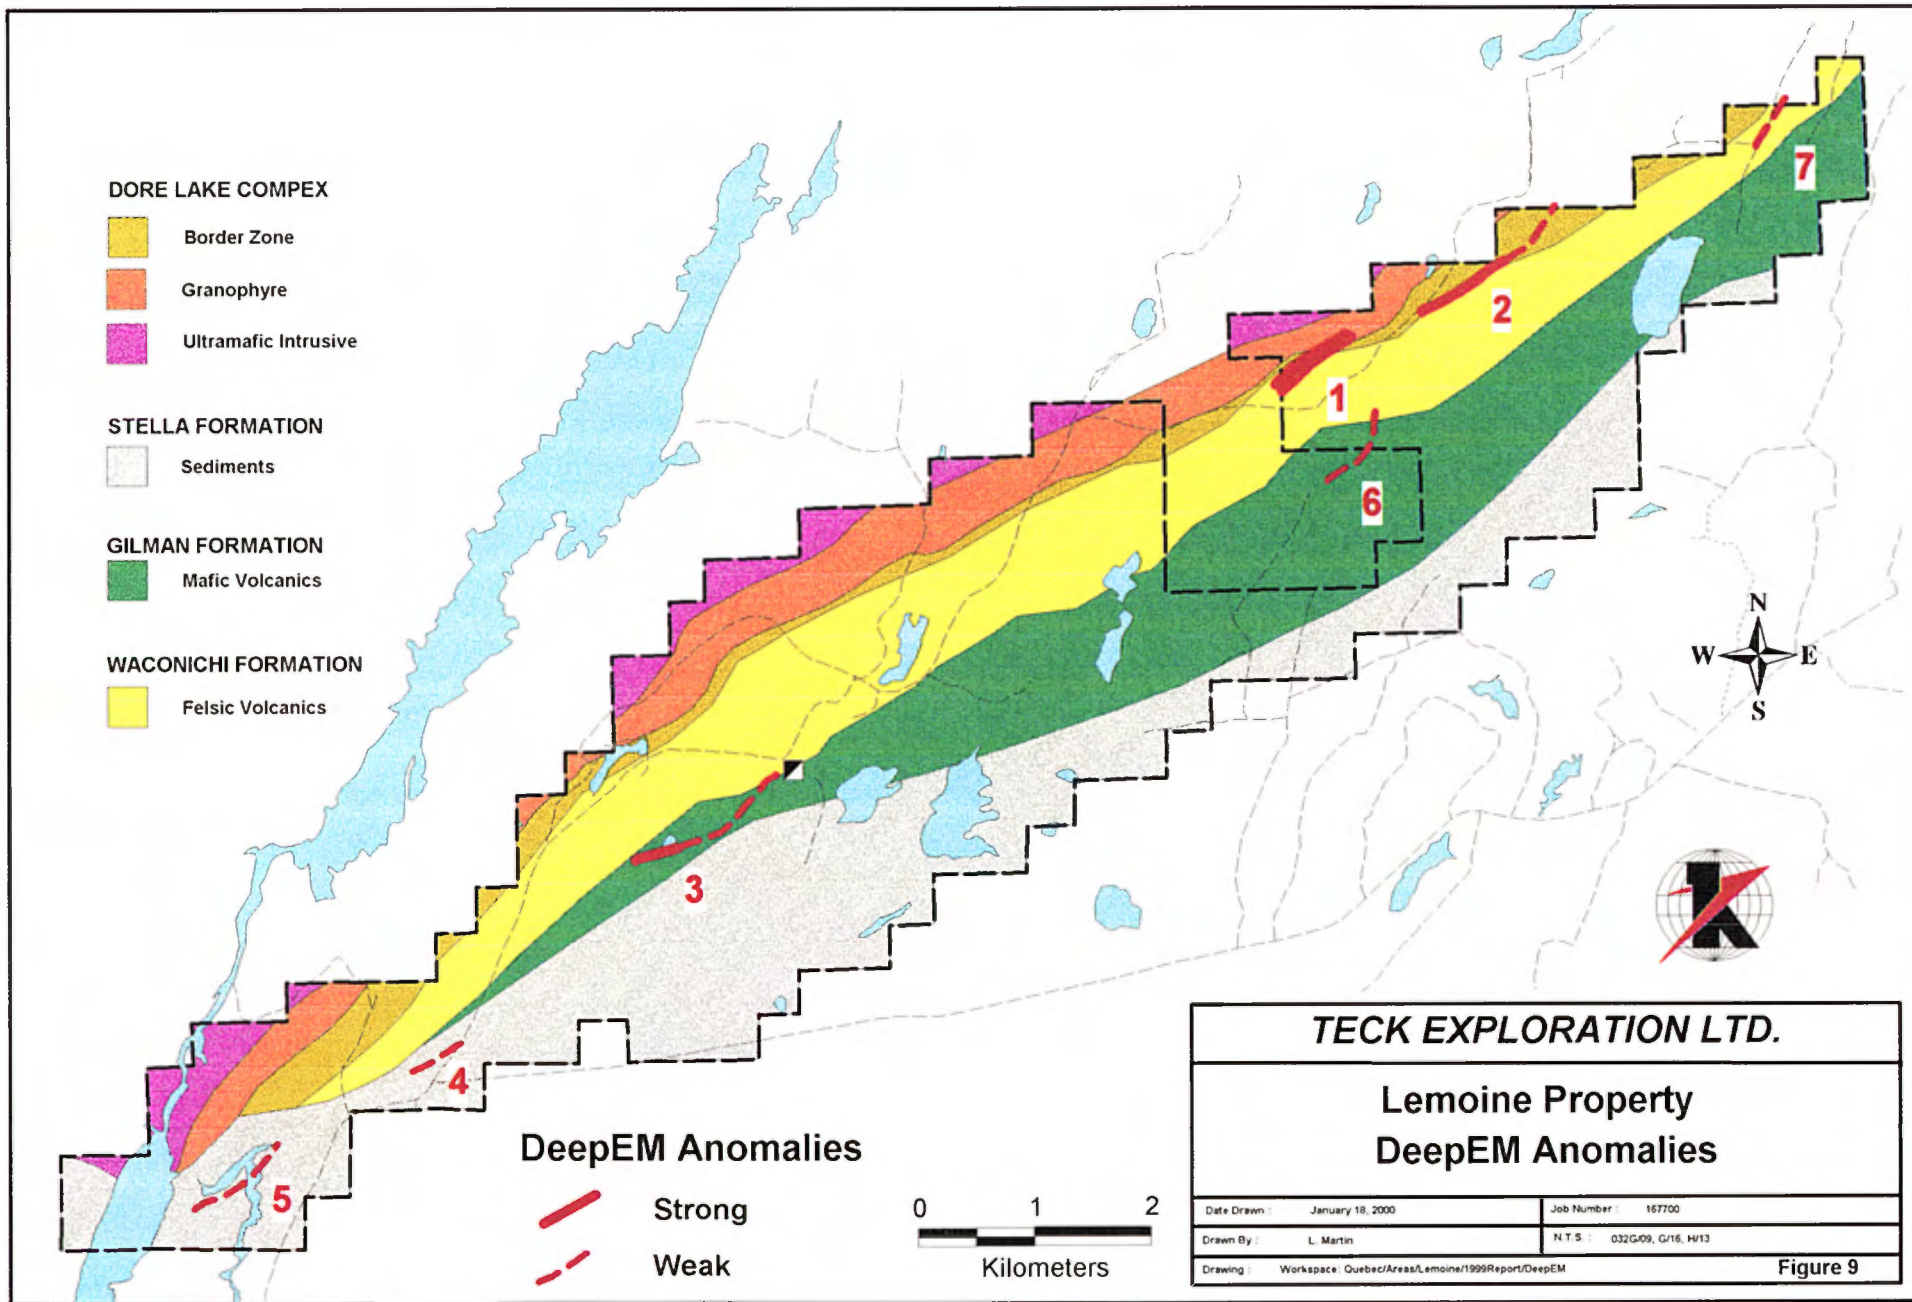 DORE LAKE COMPEX
Border Zone
Granophyre
Ultramafic Intrusive
STELLA FORMATION
Sediments
GILMAN FORMATION
Mafic Volcanics
WACONICHI FORMATION
Felsic Volcanics
7
2
1
6
3
4
5
N
W E
S
DeepEM Anomalies
Strong
Weak
0 1 2
Kilometers
TECK EXPLORATION LTD.
Lemoine Property
DeepEM Anomalies
Date Drawn : January 18, 2000
Job Number : 167700
Drawn By : L. Martin
N.T.S. : 032G/09, G/16, H/13
Drawing : Workspace: Quebec/Areas/Lemoine/1999Report/DeepEM
Figure 9